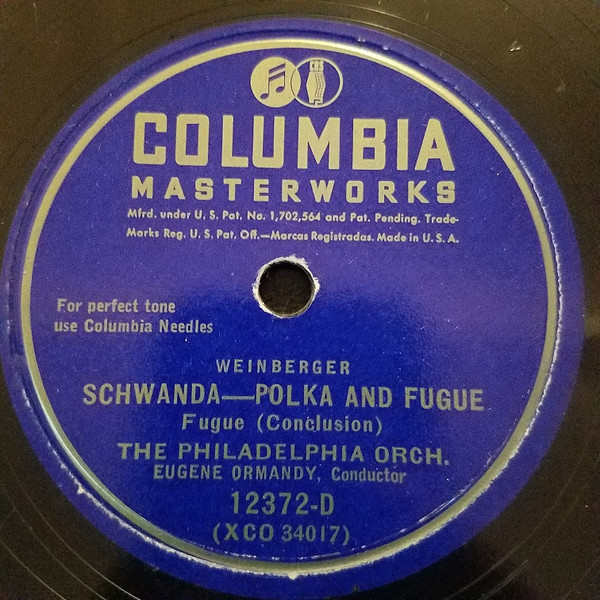 CBS
COLUMBIA
MASTERWORKS
Mfrd. under U. S. Pat. No. 1,702,564 and Pat. Pending. Trade-
Marks Reg. U. S. Pat. Off.—Marcas Registradas. Made in U. S. A.
For perfect tone
use Columbia Needles
WEINBERGER
SCHWANDA—POLKA AND FUGUE
Fugue (Conclusion)
THE PHILADELPHIA ORCH.
EUGENE ORMANDY, Conductor
12372-D
(XCO 34017)